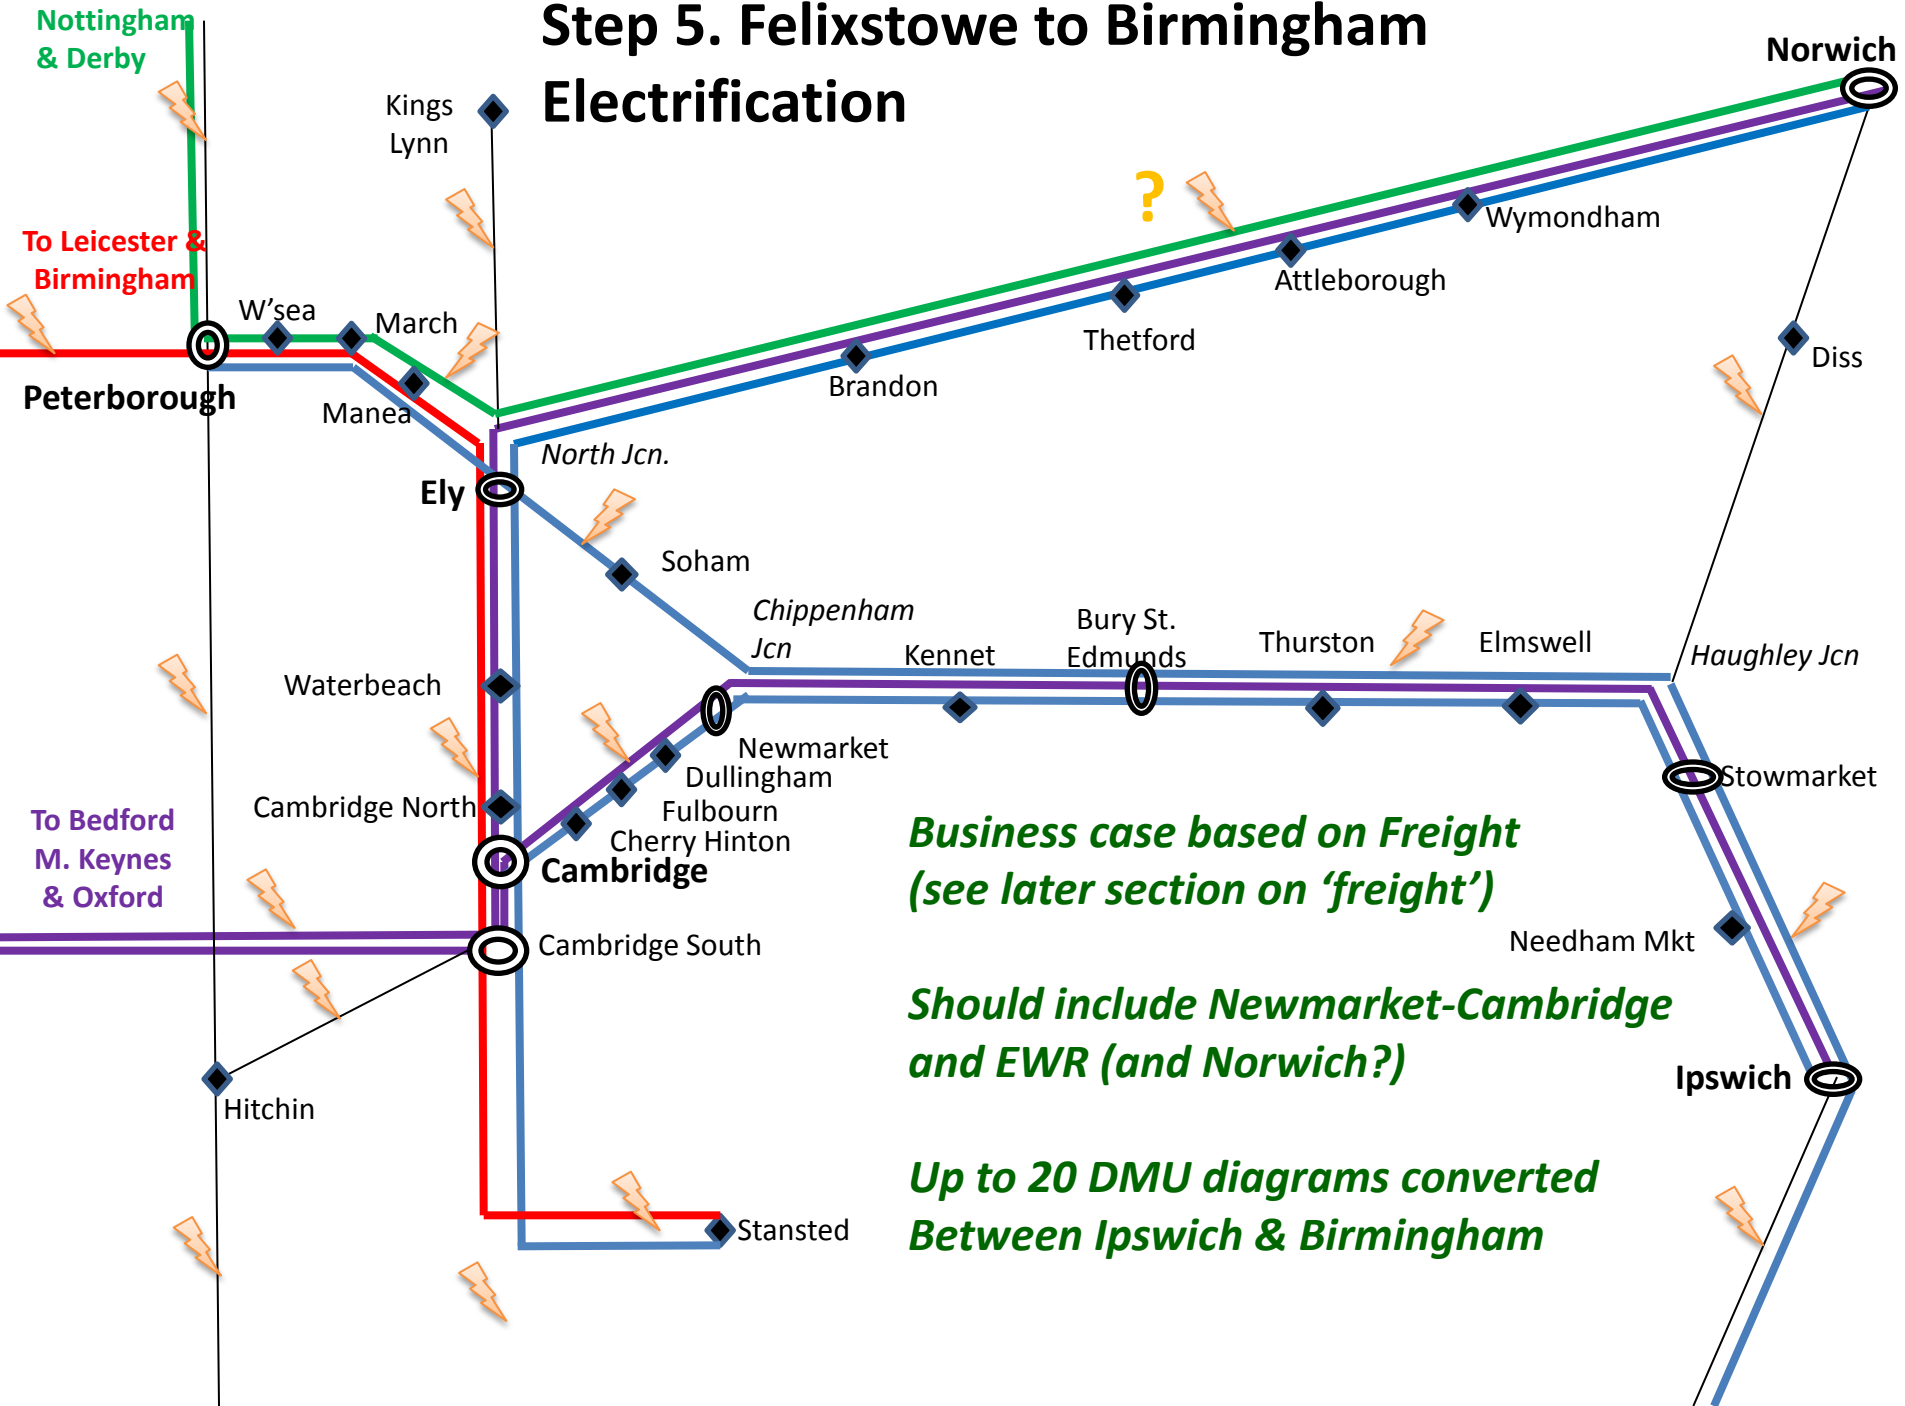 Step 5. Felixstowe to Birmingham
Electrification
Nottingham
& Derby
Norwich
Kings
Lynn
?
Wymondham
To Leicester &
Birmingham
W'sea
March
Attleborough
Thetford
Diss
Brandon
Peterborough
Manea
North Jcn.
Ely
Soham
Chippenham
Jcn
Kennet
Bury St.
Edmunds
Thurston
Elmswell
Haughley Jcn
Waterbeach
Newmarket
Dullingham
Stowmarket
Cambridge North
Fulbourn
Cherry Hinton
Cambridge
To Bedford
M. Keynes
& Oxford
Business case based on Freight
(see later section on ‘freight’)
Cambridge South
Needham Mkt
Should include Newmarket-Cambridge
and EWR (and Norwich?)
Ipswich
Hitchin
Up to 20 DMU diagrams converted
Between Ipswich & Birmingham
Stansted